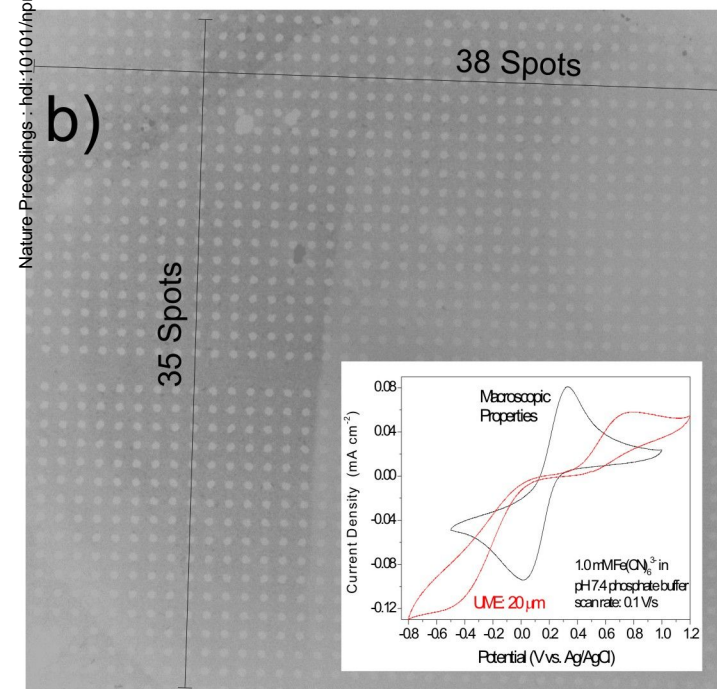 Nature Precedings : hdl:10101/np
38 Spots
b)
35 Spots
Macroscopic
Properties
Current Density (mA cm⁻²)
0.08
0.04
0.00
-0.04
-0.08
-0.12
UME: 20 μm
1.0 mM Fe(CN)₆³⁻ in
pH 7.4 phosphate buffer
scan rate: 0.1 V/s
-0.8 -0.6 -0.4 -0.2 0.0 0.2 0.4 0.6 0.8 1.0 1.2
Potential (V vs. Ag/AgCl)